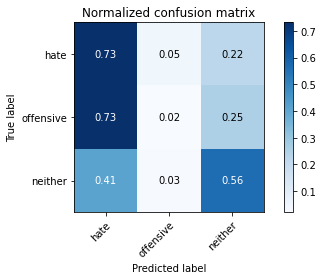 Normalized confusion matrix
True label
hate 0.73 0.05 0.22
offensive 0.73 0.02 0.25
neither 0.41 0.03 0.56
hate offensive neither
Predicted label
0.7
0.6
0.5
0.4
0.3
0.2
0.1